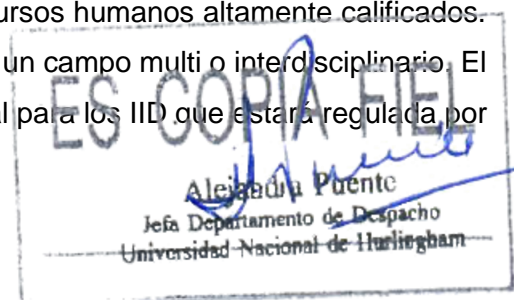 ursos humanos altamente calificados.
un campo multi o interdisciplinario. El
l para los IID que estará regulada por
ES COPIA FIEL
Alejandra Puente
Jefa Departamento de Despacho
Universidad Nacional de Hurlingham